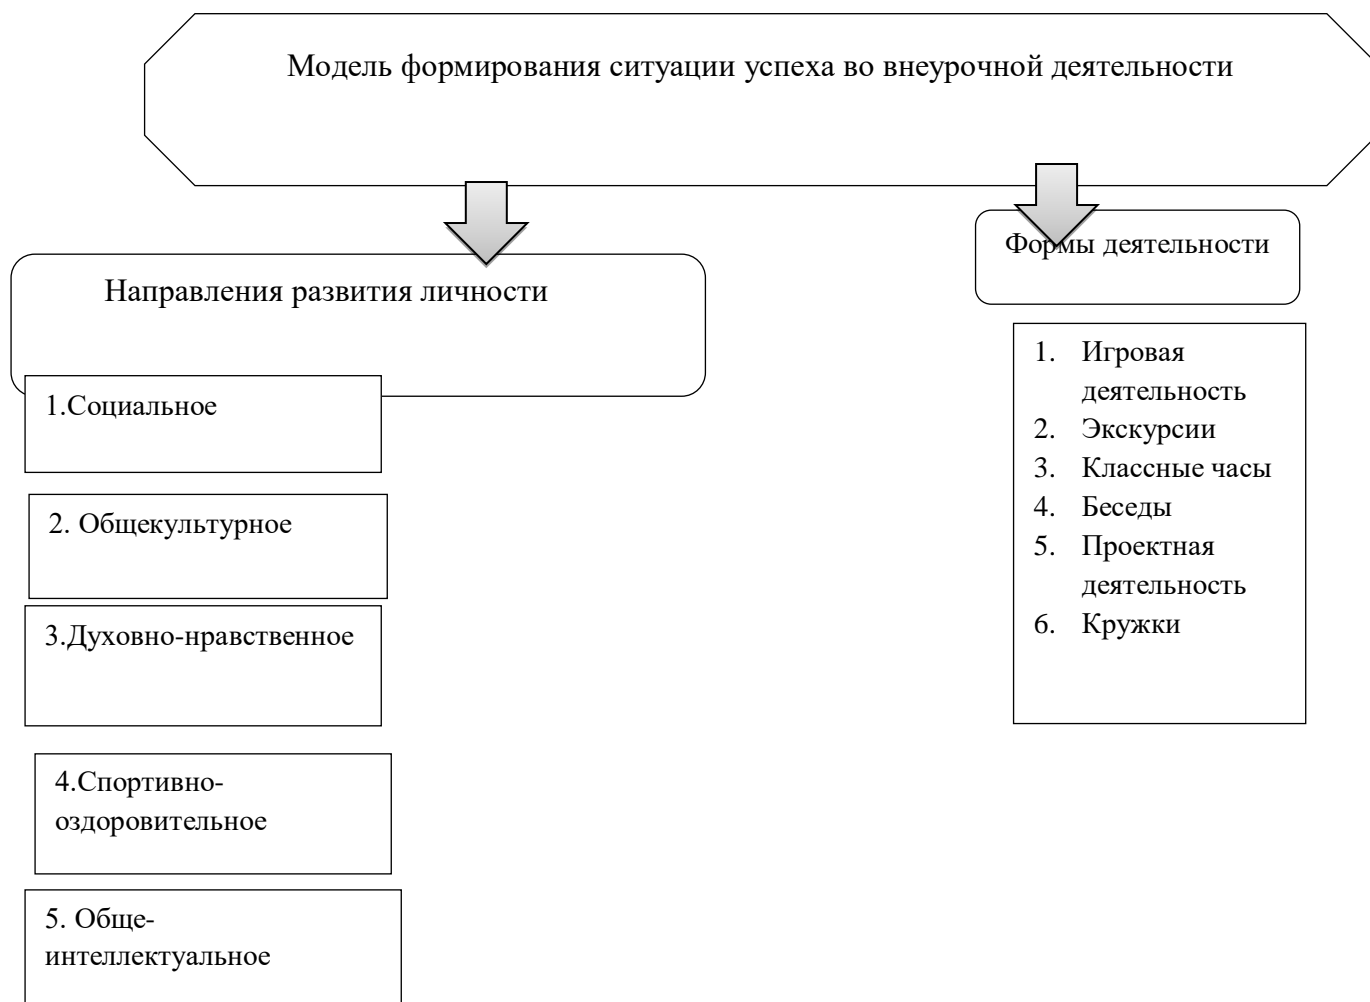 Модель формирования ситуации успеха во внеурочной деятельности
Направления развития личности
1.Социальное
2. Общекультурное
3.Духовно-нравственное
4.Спортивно-
оздоровительное
5. Обще-
интеллектуальное
Формы деятельности
1. Игровая
деятельность
2. Экскурсии
3. Классные часы
4. Беседы
5. Проектная
деятельность
6. Кружки